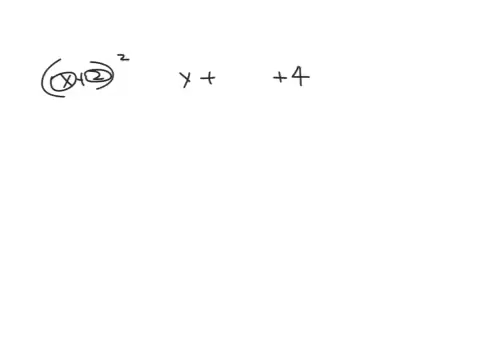 (x+2)² x + + 4